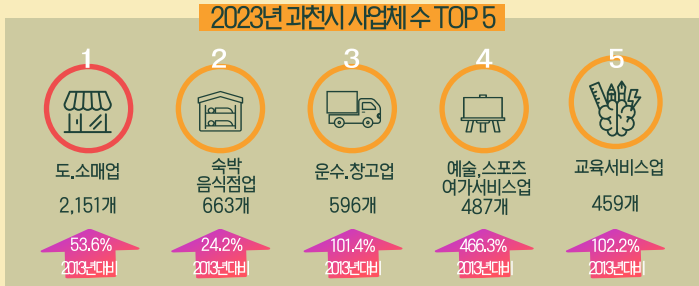 2023년 과천시 사업체 수 TOP 5
1
도.소매업
2,151개
53.6%
2013년대비
2
숙박
음식점업
663개
24.2%
2013년대비
3
운수.창고업
596개
101.4%
2013년대비
4
예술,스포츠
여가서비스업
487개
466.3%
2013년대비
5
교육서비스업
459개
102.2%
2013년대비